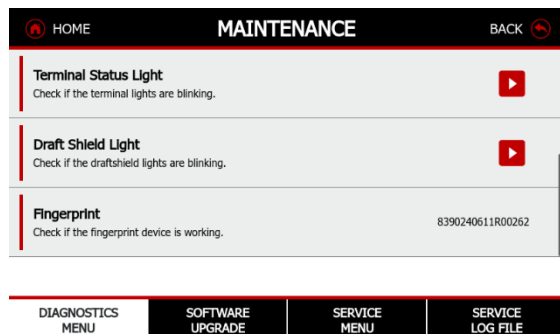 HOME MAINTENANCE BACK
Terminal Status Light
Check if the terminal lights are blinking.
Draft Shield Light
Check if the draftshield lights are blinking.
Fingerprint
Check if the fingerprint device is working.
8390240611R00262
DIAGNOSTICS
MENU
SOFTWARE
UPGRADE
SERVICE
MENU
SERVICE
LOG FILE